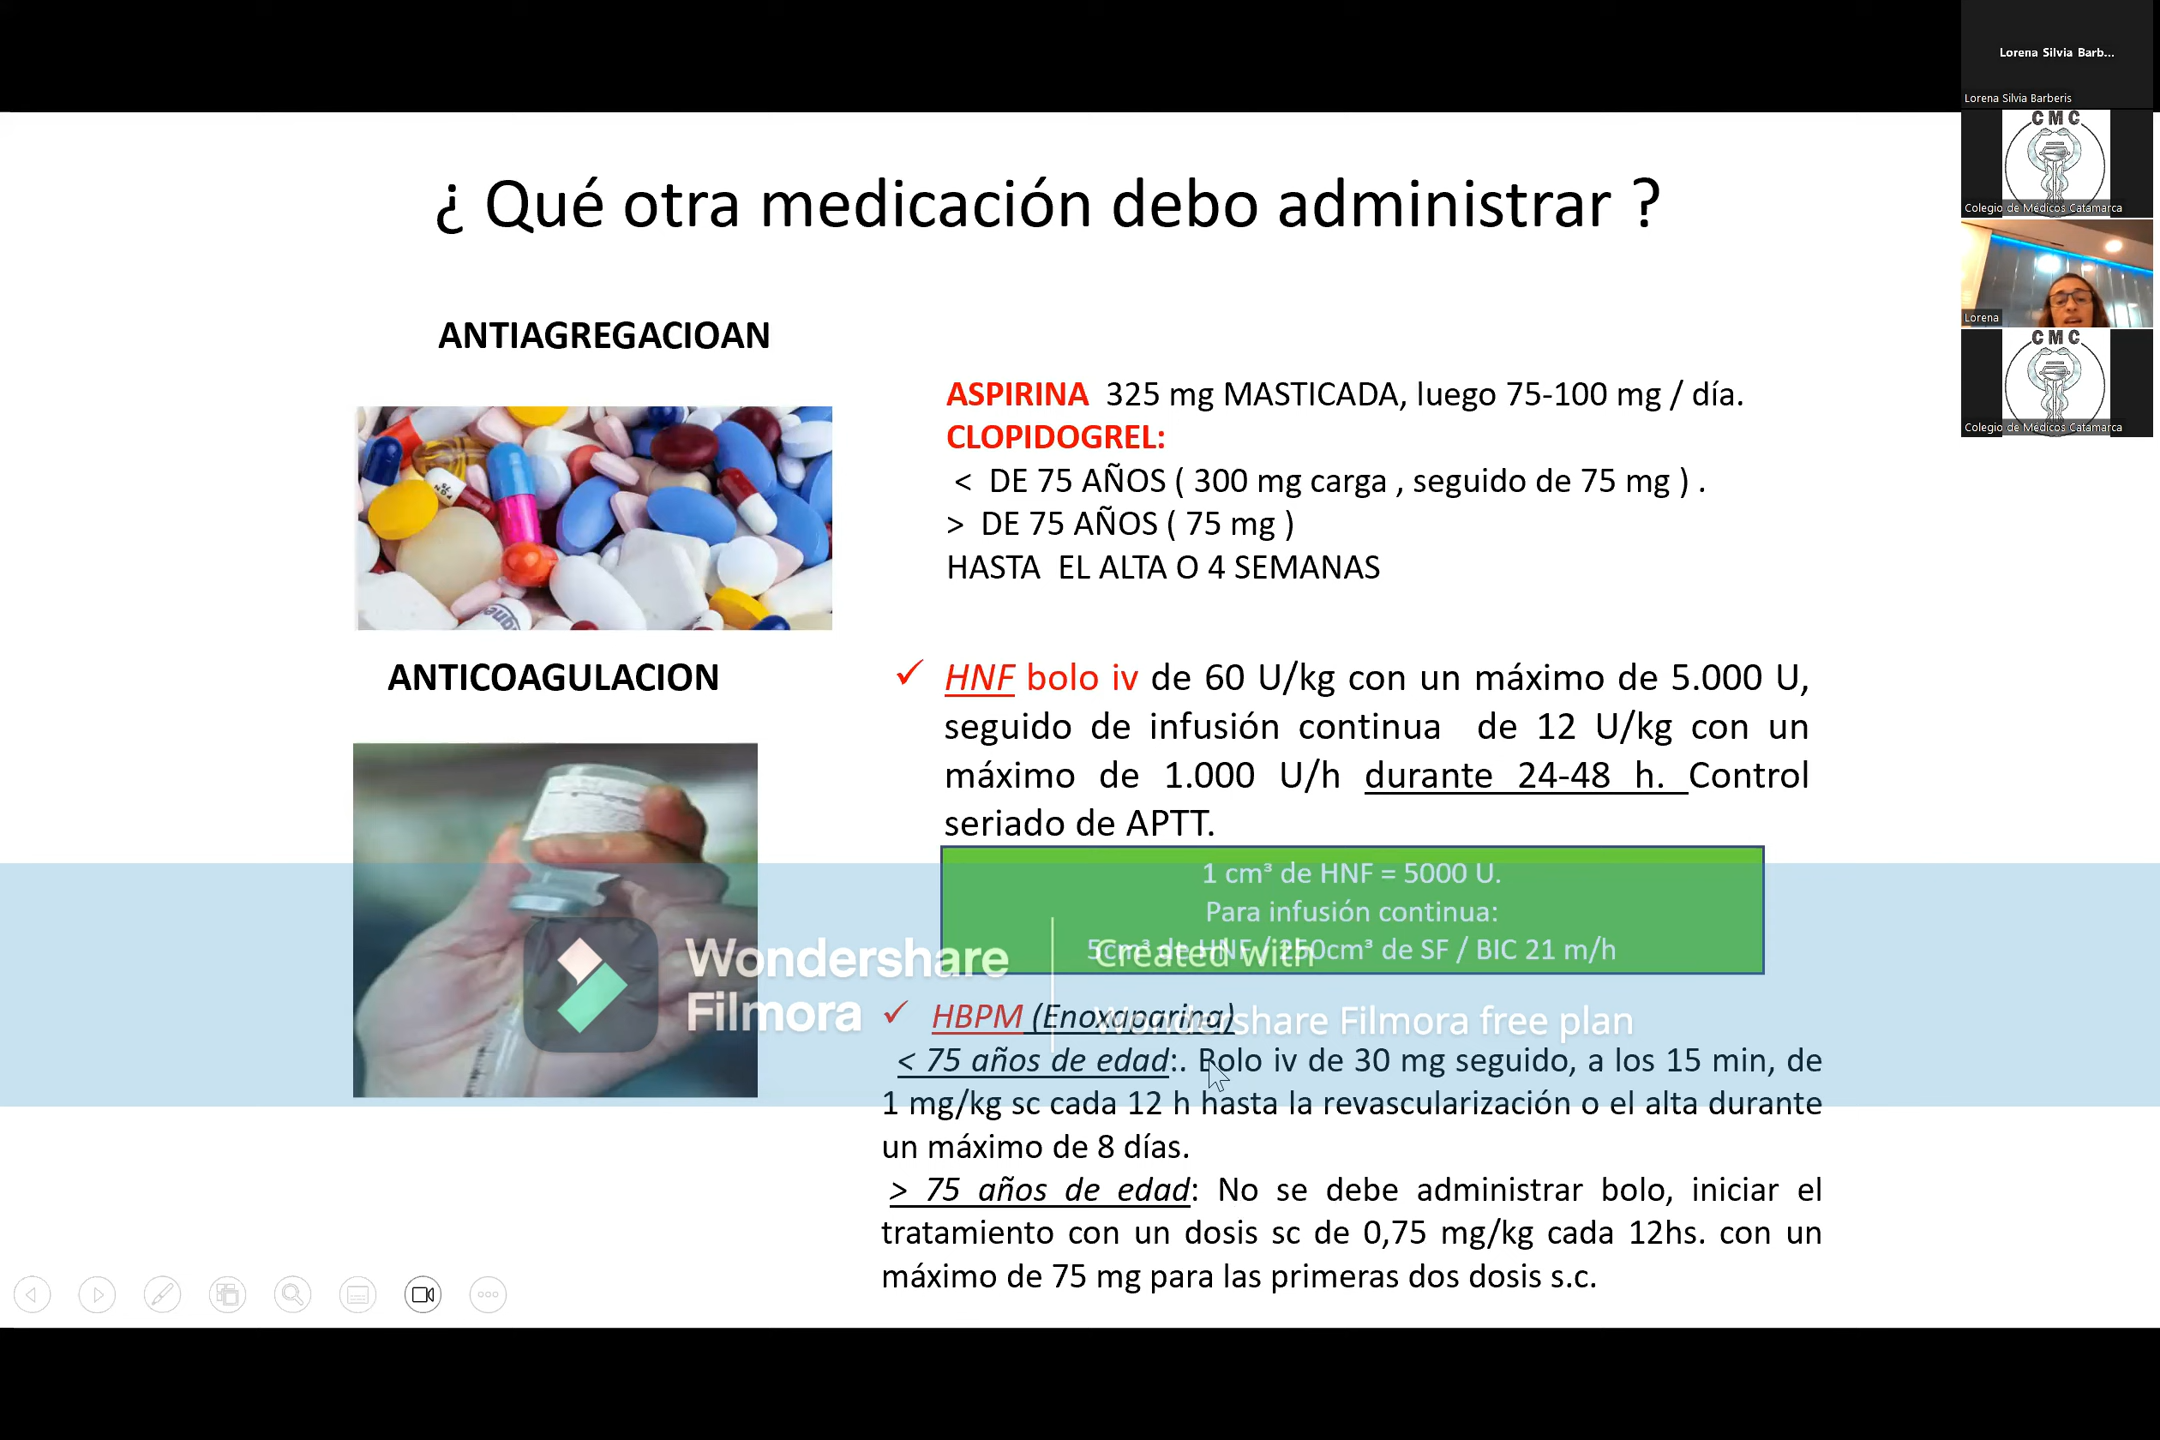 Lorena Silvia Barb...
Lorena Silvia Barberis
CMC
Colegio de Médicos Catamarca
Lorena
CMC
Colegio de Médicos Catamarca
¿ Qué otra medicación debo administrar ?
ANTIAGREGACIOAN
ASPIRINA 325 mg MASTICADA, luego 75-100 mg / día.
CLOPIDOGREL:
< DE 75 AÑOS ( 300 mg carga , seguido de 75 mg ) .
> DE 75 AÑOS ( 75 mg )
HASTA EL ALTA O 4 SEMANAS
ANTICOAGULACION
✓ HNF bolo iv de 60 U/kg con un máximo de 5.000 U,
seguido de infusión continua de 12 U/kg con un
máximo de 1.000 U/h durante 24-48 h. Control
seriado de APTT.
1 cm³ de HNF = 5000 U.
Para infusión continua:
5cm³ de HNF / 250cm³ de SF / BIC 21 m/h
Wondershare
Filmora
Created with
Wondershare Filmora free plan
✓ HBPM (Enoxaparina)
< 75 años de edad:. Bolo iv de 30 mg seguido, a los 15 min, de
1 mg/kg sc cada 12 h hasta la revascularización o el alta durante
un máximo de 8 días.
> 75 años de edad: No se debe administrar bolo, iniciar el
tratamiento con un dosis sc de 0,75 mg/kg cada 12hs. con un
máximo de 75 mg para las primeras dos dosis s.c.